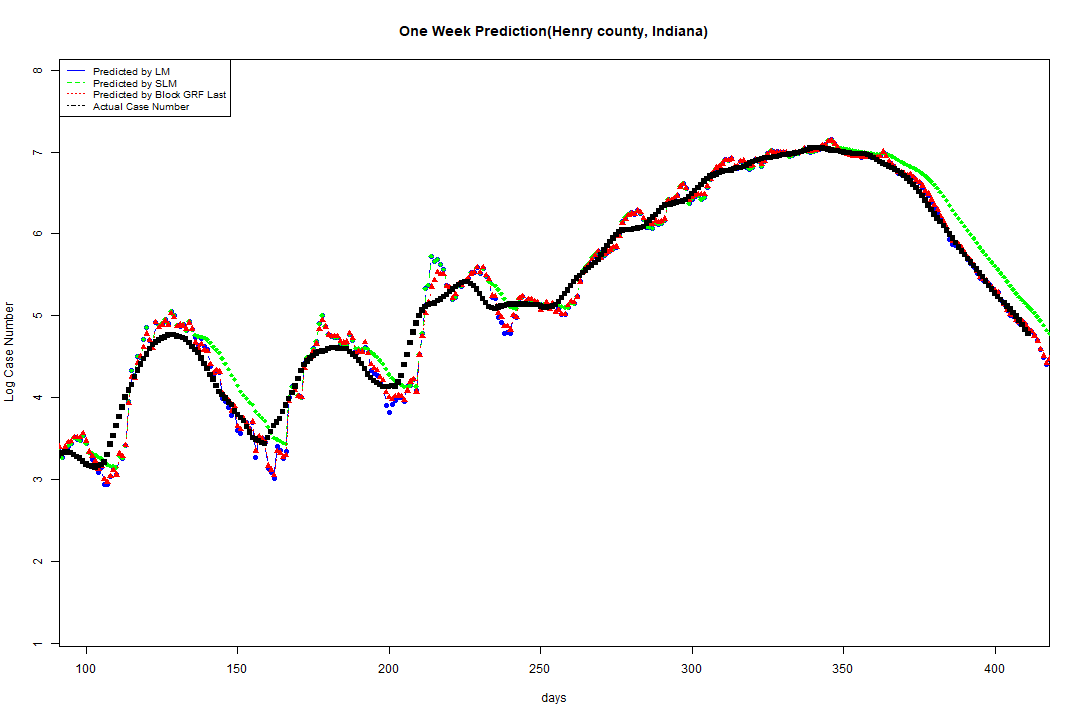 One Week Prediction(Henry county, Indiana)
Predicted by LM
Predicted by SLM
Predicted by Block GRF Last
Actual Case Number
8
7
6
5
4
3
2
1
Log Case Number
100 150 200 250 300 350 400
days